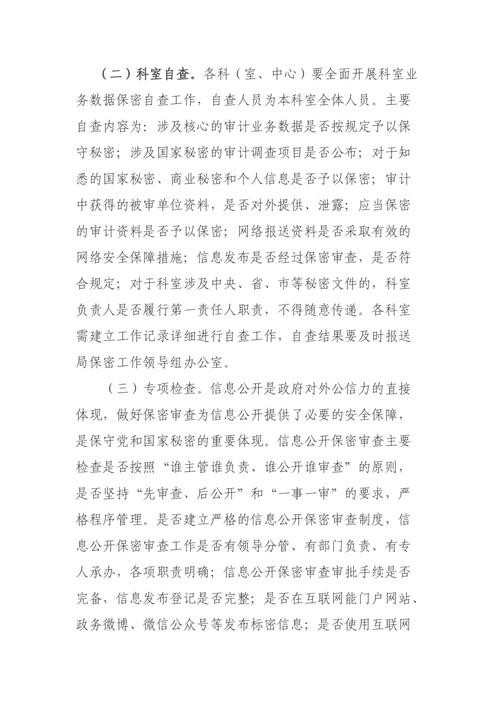 （二）科室自查。各科（室、中心）要全面开展科室业
务数据保密自查工作，自查人员为本科室全体人员。主要
自查内容为：涉及核心的审计业务数据是否按规定予以保
守秘密；涉及国家秘密的审计调查项目是否公布；对于知
悉的国家秘密、商业秘密和个人信息是否予以保密；审计
中获得的被审单位资料，是否对外提供、泄露；应当保密
的审计资料是否予以保密；网络报送资料是否采取有效的
网络安全保障措施；信息发布是否经过保密审查，是否符
合规定；对于科室涉及中央、省、市等秘密文件的，科室
负责人是否履行第一责任人职责，不得随意传递。各科室
需建立工作记录详细进行自查工作，自查结果要及时报送
局保密工作领导组办公室。
（三）专项检查。信息公开是政府对外公信力的直接
体现，做好保密审查为信息公开提供了必要的安全保障，
是保守党和国家秘密的重要体现。信息公开保密审查主要
检查是否按照“谁主管谁负责、谁公开谁审查”的原则，
是否坚持“先审查、后公开”和“一事一审”的要求，严
格程序管理。是否建立严格的信息公开保密审查制度，信
息公开保密审查工作是否有领导分管、有部门负责、有专
人承办，各项职责明确；信息公开保密审查审批手续是否
完备，信息发布登记是否完整；是否在互联网能门户网站、
政务微博、微信公众号等发布标密信息；是否使用互联网